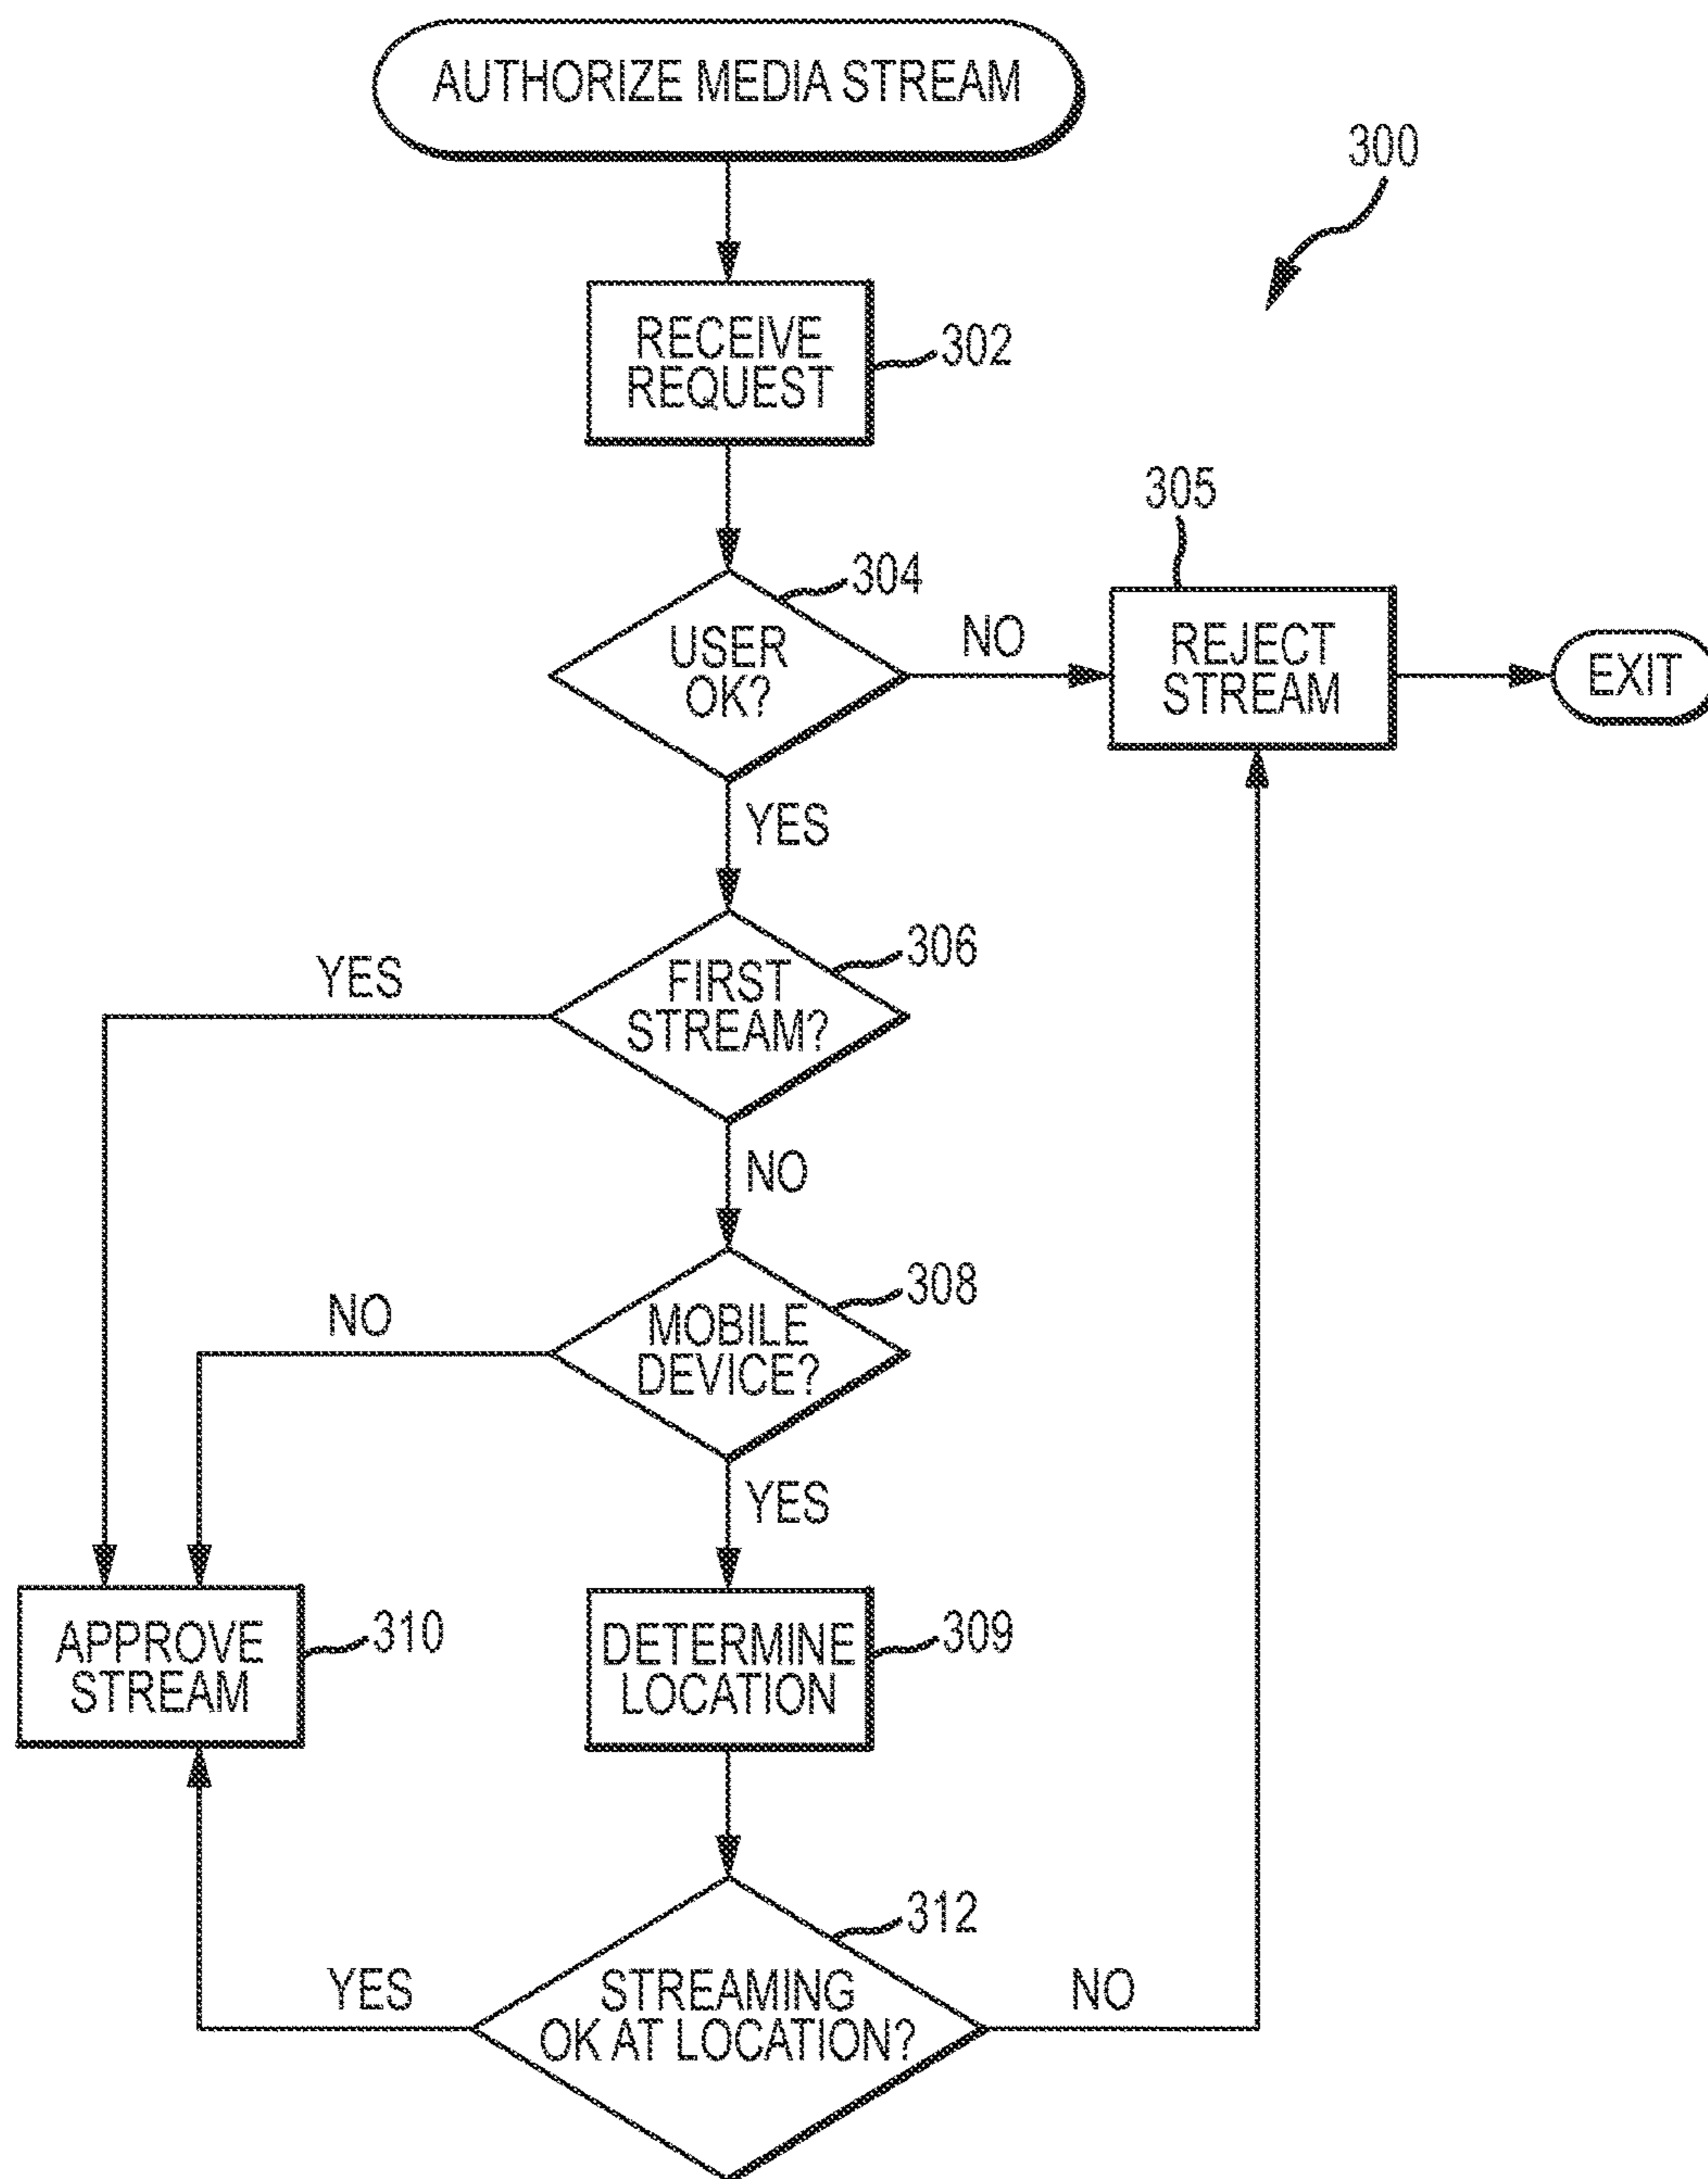 AUTHORIZE MEDIA STREAM
300
RECEIVE
REQUEST
302
305
304
USER
OK?
NO
REJECT
STREAM
EXIT
YES
306
YES
FIRST
STREAM?
NO
308
NO
MOBILE
DEVICE?
YES
APPROVE
STREAM
310
DETERMINE
LOCATION
309
312
YES
STREAMING
OK AT LOCATION?
NO